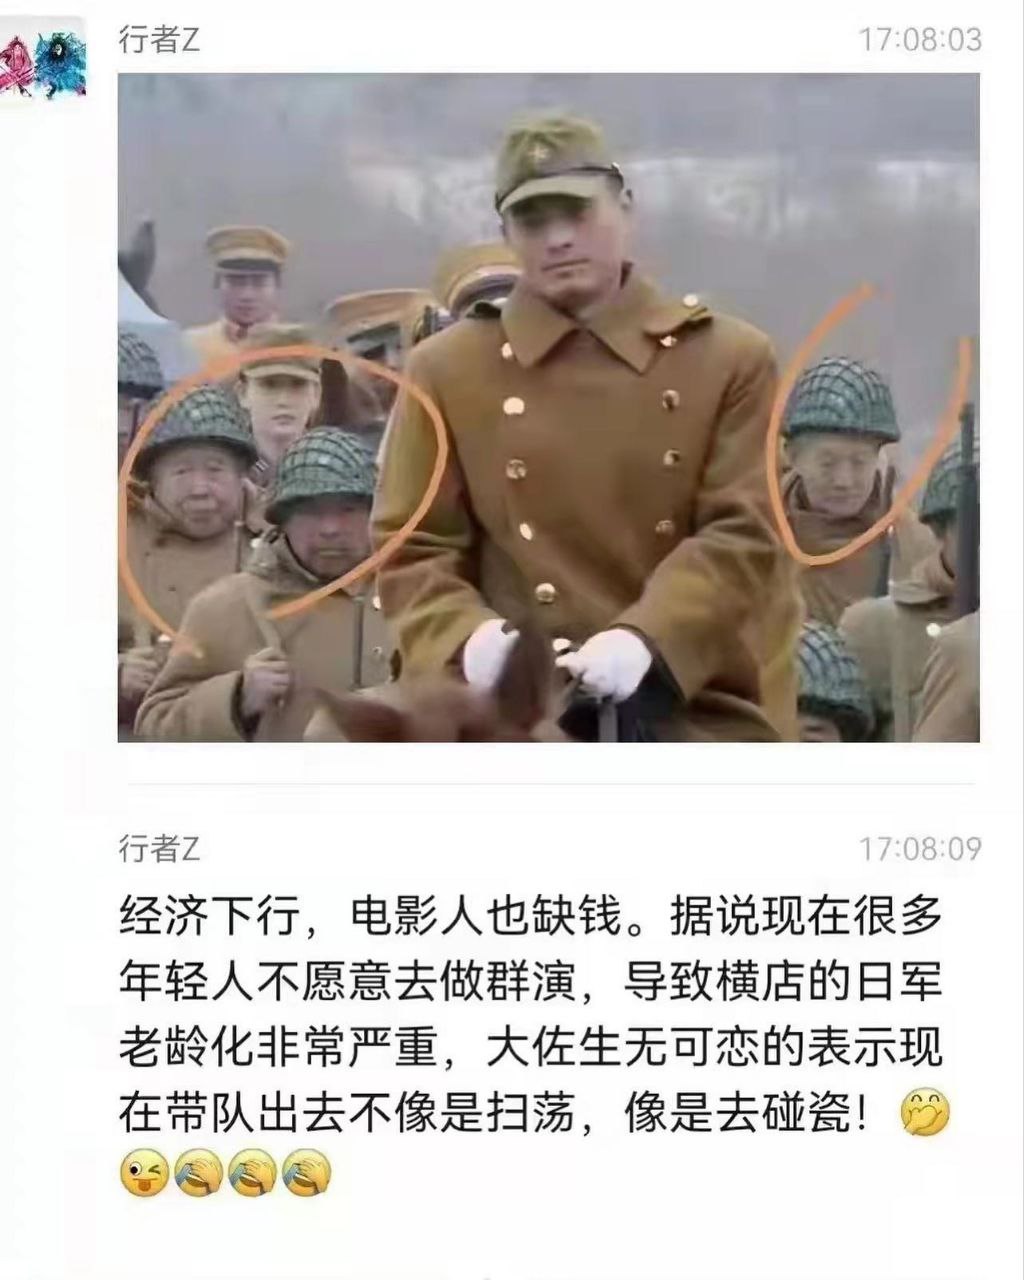 行者Z 17:08:03
行者Z 17:08:09
经济下行，电影人也缺钱。据说现在很多
年轻人不愿意去做群演，导致横店的日军
老龄化非常严重，大佐生无可恋的表示现
在带队出去不像是扫荡，像是去碰瓷！🤭
😜🤦🤦🤦